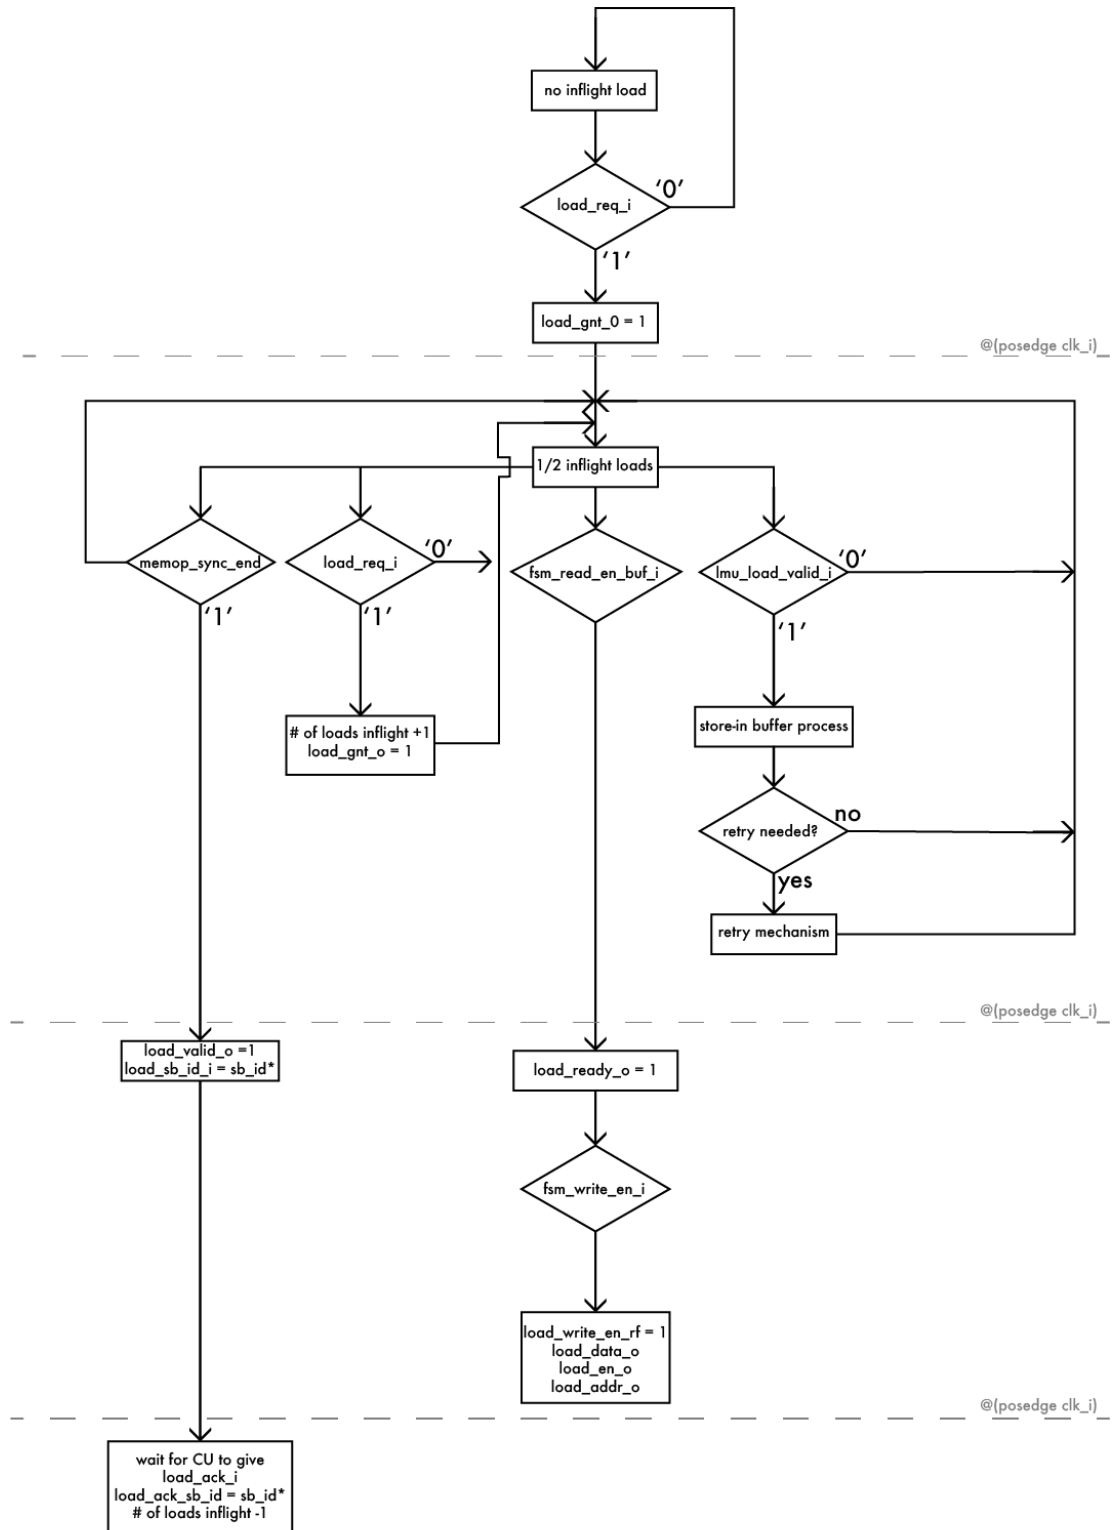 no inflight load
load_req_i
'0'
'1'
load_gnt_0 = 1
@(posedge clk_i)
1/2 inflight loads
memop_sync_end
'1'
load_req_i
'0'
'1'
fsm_read_en_buf_i
lmu_load_valid_i
'0'
'1'
# of loads inflight +1
load_gnt_o = 1
store-in buffer process
retry needed?
no
yes
retry mechanism
@(posedge clk_i)
load_valid_o =1
load_sb_id_i = sb_id*
load_ready_o = 1
fsm_write_en_i
load_write_en_rf = 1
load_data_o
load_en_o
load_addr_o
@(posedge clk_i)
wait for CU to give
load_ack_i
load_ack_sb_id = sb_id*
# of loads inflight -1